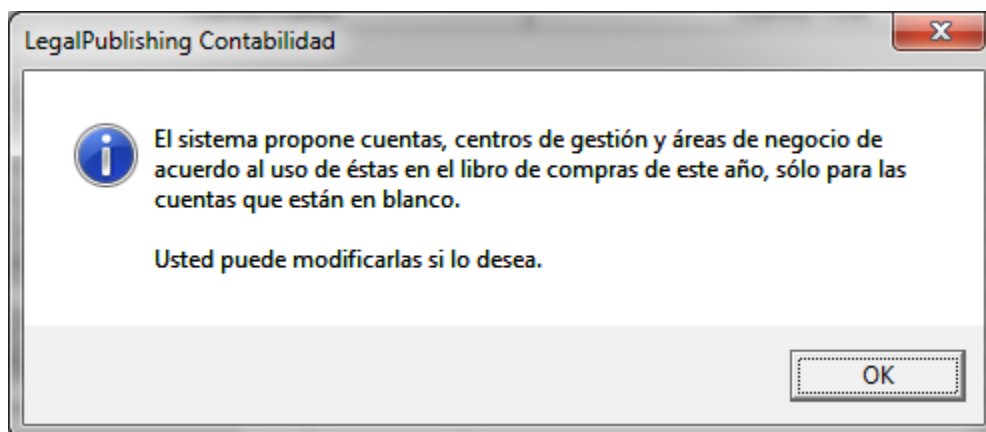 LegalPublishing Contabilidad
El sistema propone cuentas, centros de gestión y áreas de negocio de
acuerdo al uso de éstas en el libro de compras de este año, sólo para las
cuentas que están en blanco.
Usted puede modificarlas si lo desea.
OK